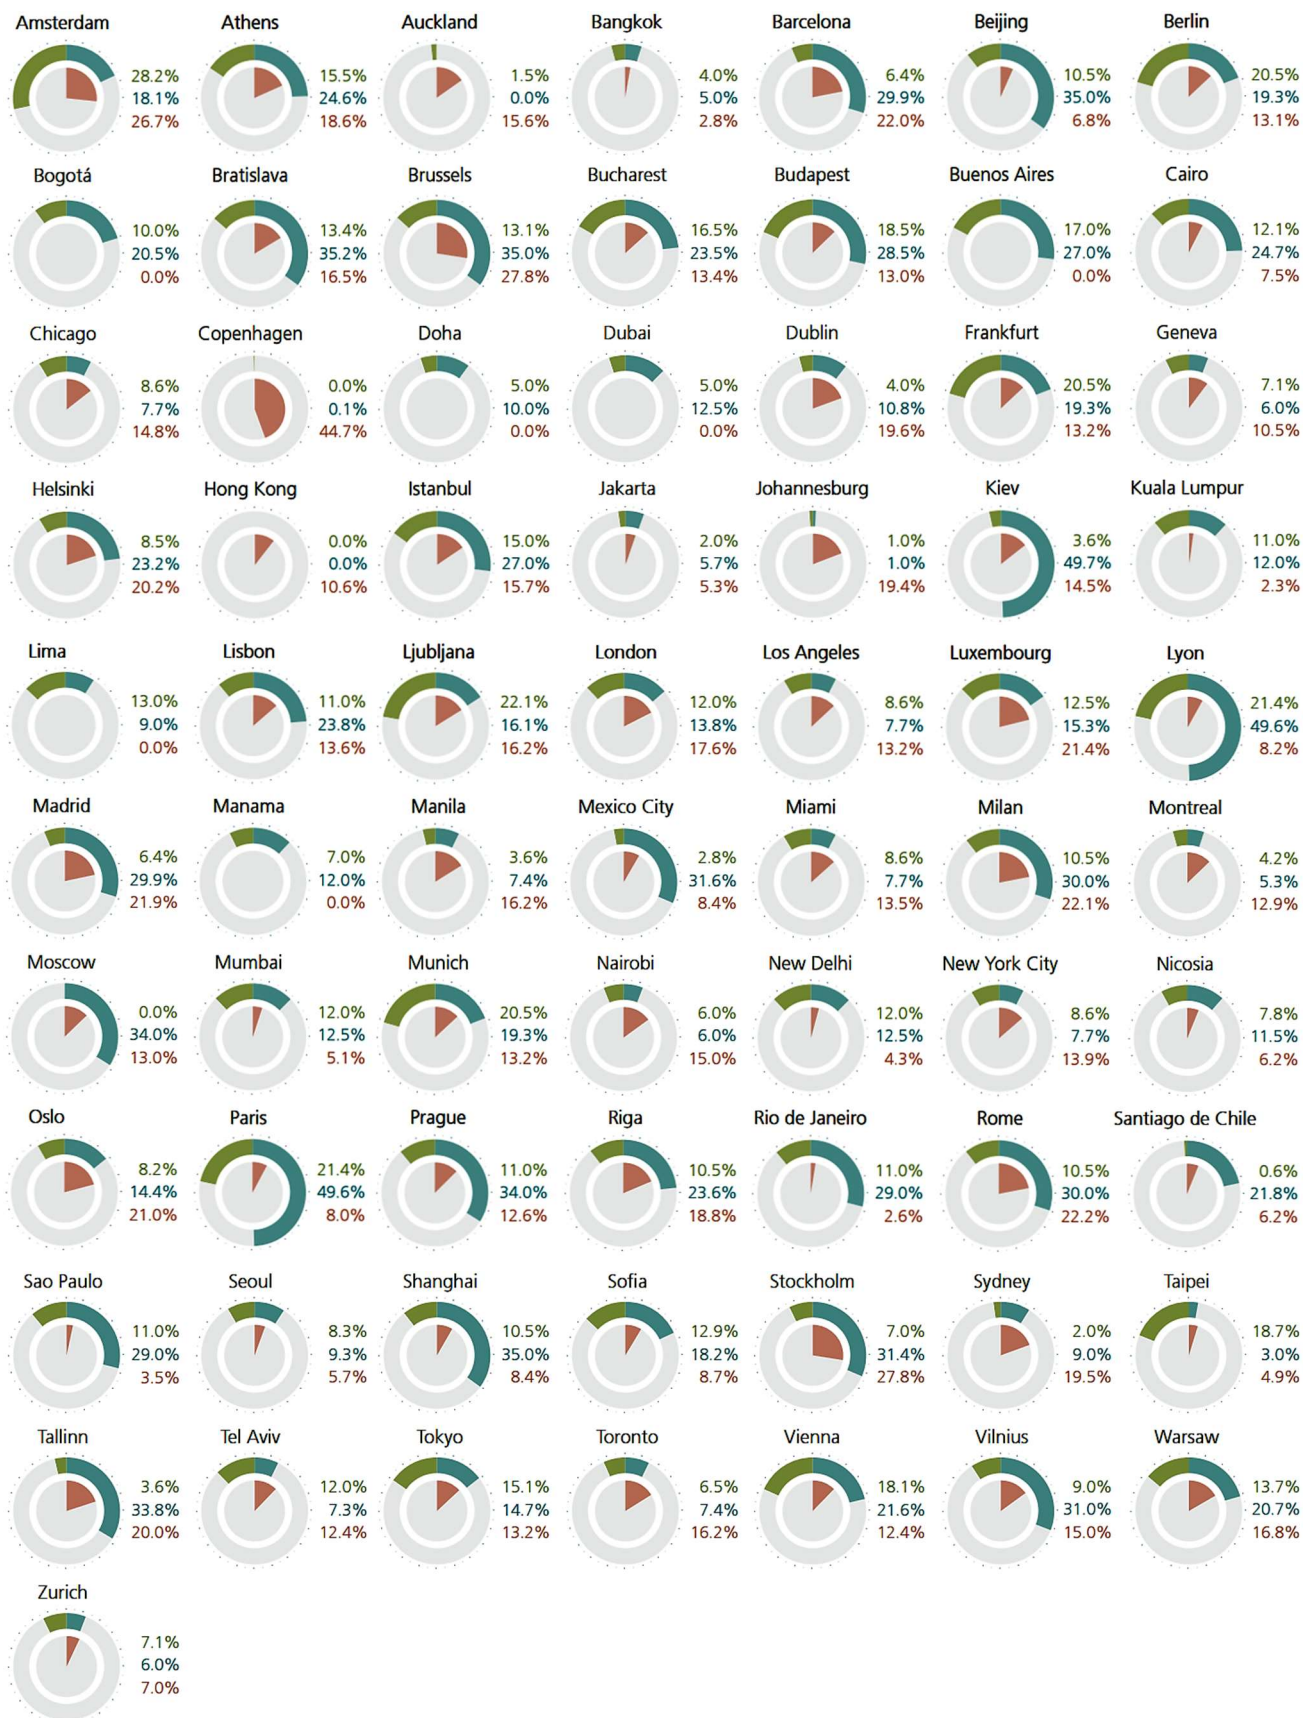 Amsterdam Athens Auckland Bangkok Barcelona Beijing Berlin
28.2% 15.5% 1.5% 4.0% 6.4% 10.5% 20.5%
18.1% 24.6% 0.0% 5.0% 29.9% 35.0% 19.3%
26.7% 18.6% 15.6% 2.8% 22.0% 6.8% 13.1%
Bogotá Bratislava Brussels Bucharest Budapest Buenos Aires Cairo
10.0% 13.4% 13.1% 16.5% 18.5% 17.0% 12.1%
20.5% 35.2% 35.0% 23.5% 28.5% 27.0% 24.7%
0.0% 16.5% 27.8% 13.4% 13.0% 0.0% 7.5%
Chicago Copenhagen Doha Dubai Dublin Frankfurt Geneva
8.6% 0.0% 5.0% 5.0% 4.0% 20.5% 7.1%
7.7% 0.1% 10.0% 12.5% 10.8% 19.3% 6.0%
14.8% 44.7% 0.0% 0.0% 19.6% 13.2% 10.5%
Helsinki Hong Kong Istanbul Jakarta Johannesburg Kiev Kuala Lumpur
8.5% 0.0% 15.0% 2.0% 1.0% 3.6% 11.0%
23.2% 0.0% 27.0% 5.7% 1.0% 49.7% 12.0%
20.2% 10.6% 15.7% 5.3% 19.4% 14.5% 2.3%
Lima Lisbon Ljubljana London Los Angeles Luxembourg Lyon
13.0% 11.0% 22.1% 12.0% 8.6% 12.5% 21.4%
9.0% 23.8% 16.1% 13.8% 7.7% 15.3% 49.6%
0.0% 13.6% 16.2% 17.6% 13.2% 21.4% 8.2%
Madrid Manama Manila Mexico City Miami Milan Montreal
6.4% 7.0% 3.6% 2.8% 8.6% 10.5% 4.2%
29.9% 12.0% 7.4% 31.6% 7.7% 30.0% 5.3%
21.9% 0.0% 16.2% 8.4% 13.5% 22.1% 12.9%
Moscow Mumbai Munich Nairobi New Delhi New York City Nicosia
0.0% 12.0% 20.5% 6.0% 12.0% 8.6% 7.8%
34.0% 12.5% 19.3% 6.0% 12.5% 7.7% 11.5%
13.0% 5.1% 13.2% 15.0% 4.3% 13.9% 6.2%
Oslo Paris Prague Riga Rio de Janeiro Rome Santiago de Chile
8.2% 21.4% 11.0% 10.5% 11.0% 10.5% 0.6%
14.4% 49.6% 34.0% 23.6% 29.0% 30.0% 21.8%
21.0% 8.0% 12.6% 18.8% 2.6% 22.2% 6.2%
Sao Paulo Seoul Shanghai Sofia Stockholm Sydney Taipei
11.0% 8.3% 10.5% 12.9% 7.0% 2.0% 18.7%
29.0% 9.3% 35.0% 18.2% 31.4% 9.0% 3.0%
3.5% 5.7% 8.4% 8.7% 27.8% 19.5% 4.9%
Tallinn Tel Aviv Tokyo Toronto Vienna Vilnius Warsaw
3.6% 12.0% 15.1% 6.5% 18.1% 9.0% 13.7%
33.8% 7.3% 14.7% 7.4% 21.6% 31.0% 20.7%
20.0% 12.4% 13.2% 16.2% 12.4% 15.0% 16.8%
Zurich
7.1%
6.0%
7.0%